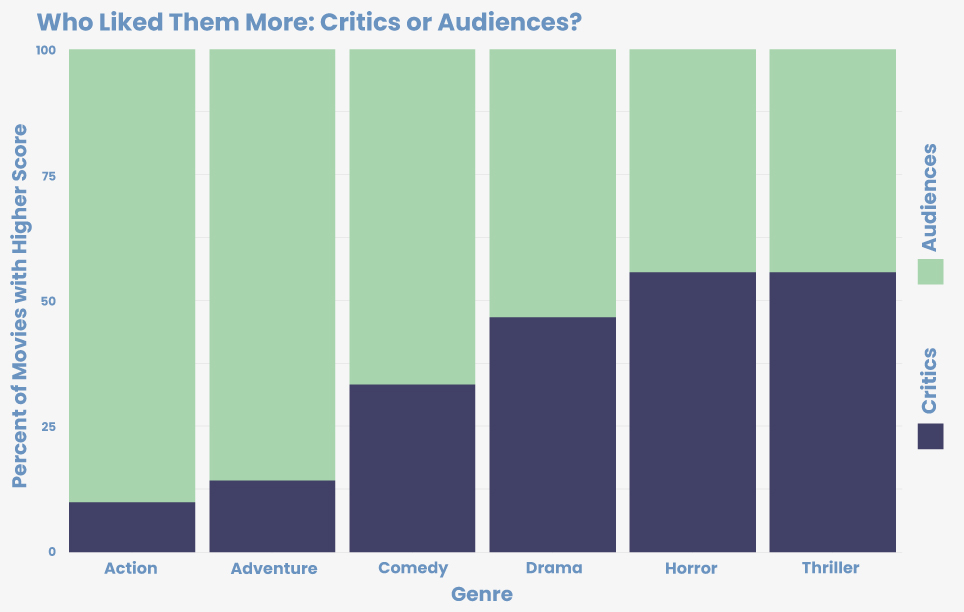 Who Liked Them More: Critics or Audiences?
Percent of Movies with Higher Score
100
75
50
25
0
Action
Adventure
Comedy
Drama
Horror
Thriller
Genre
Audiences
Critics